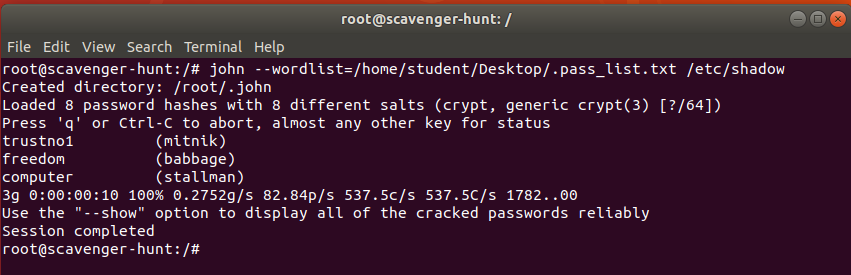 root@scavenger-hunt: /
File Edit View Search Terminal Help
root@scavenger-hunt:/# john --wordlist=/home/student/Desktop/.pass_list.txt /etc/shadow
Created directory: /root/.john
Loaded 8 password hashes with 8 different salts (crypt, generic crypt(3) [?/64])
Press 'q' or Ctrl-C to abort, almost any other key for status
trustno1         (mitnik)
freedom          (babbage)
computer         (stallman)
3g 0:00:00:10 100% 0.2752g/s 82.84p/s 537.5c/s 537.5C/s 1782..00
Use the "--show" option to display all of the cracked passwords reliably
Session completed
root@scavenger-hunt:/#